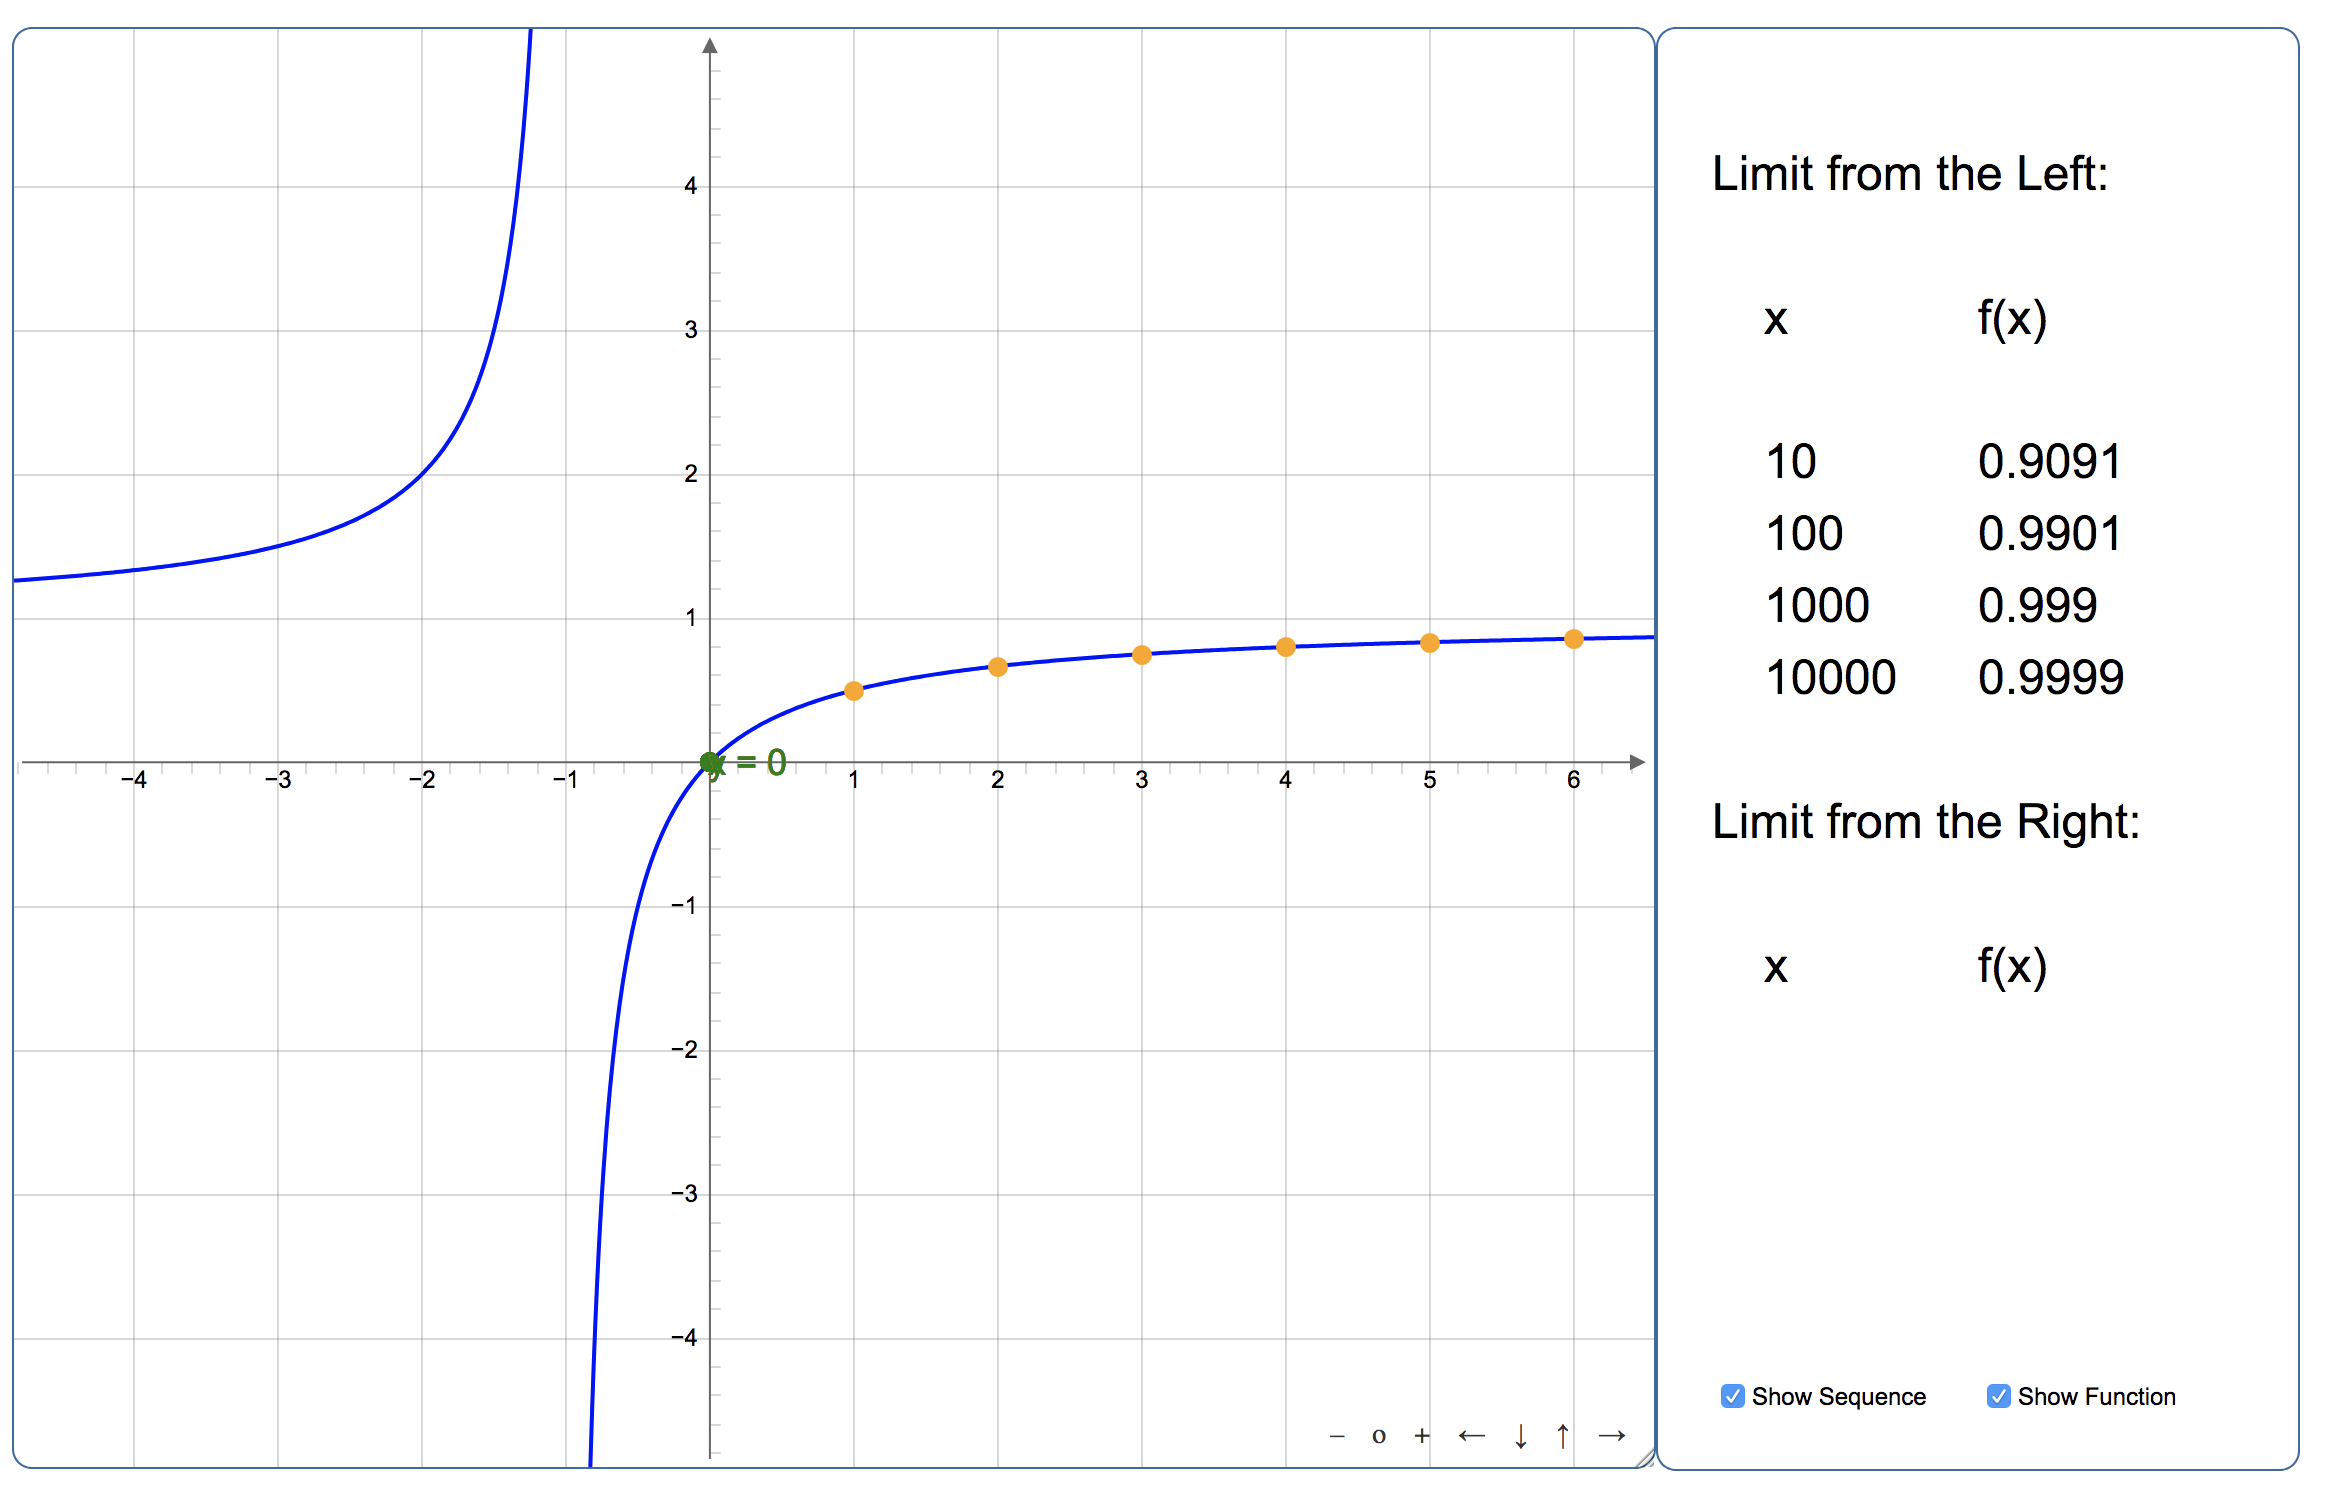 4
3
2
1
y = 0
x = 0
−4 −3 −2 −1 1 2 3 4 5 6
−1
−2
−3
−4
− o + ← ↓ ↑ →
Limit from the Left:
x f(x)
10 0.9091
100 0.9901
1000 0.999
10000 0.9999
Limit from the Right:
x f(x)
Show Sequence Show Function